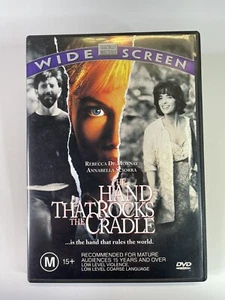 WIDE SCREEN
REBECCA DE MORNAY
ANNABELLA SCIORRA
THE
HAND
THAT ROCKS
THE CRADLE
...is the hand that rules the world.
M 15+
RECOMMENDED FOR MATURE
AUDIENCES 15 YEARS AND OVER
LOW LEVEL VIOLENCE,
LOW LEVEL COARSE LANGUAGE
DVD